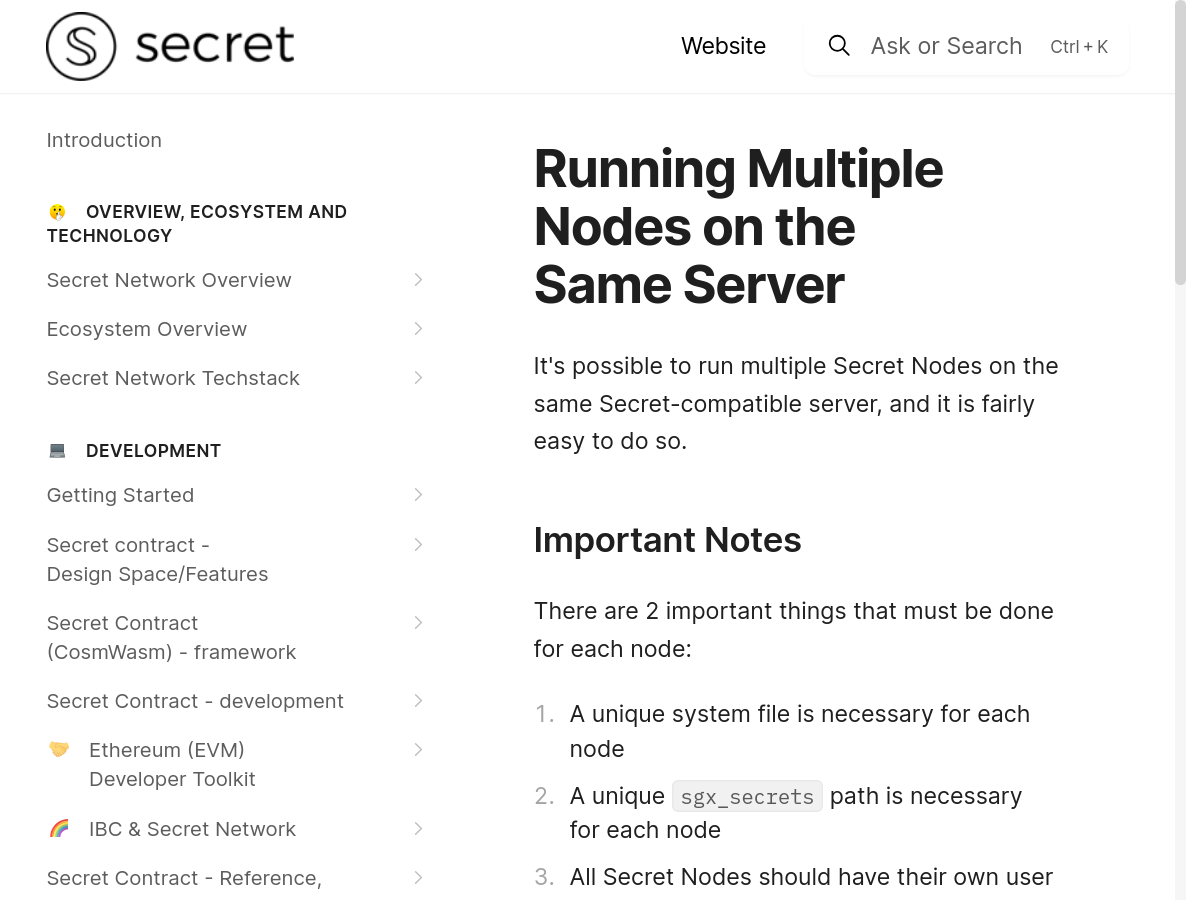 secret
Website
Ask or Search
Ctrl + K
Introduction
OVERVIEW, ECOSYSTEM AND
TECHNOLOGY
Secret Network Overview
Ecosystem Overview
Secret Network Techstack
DEVELOPMENT
Getting Started
Secret contract -
Design Space/Features
Secret Contract
(CosmWasm) - framework
Secret Contract - development
Ethereum (EVM)
Developer Toolkit
IBC & Secret Network
Secret Contract - Reference,
Running Multiple
Nodes on the
Same Server
It's possible to run multiple Secret Nodes on the
same Secret-compatible server, and it is fairly
easy to do so.
Important Notes
There are 2 important things that must be done
for each node:
1. A unique system file is necessary for each
node
2. A unique sgx_secrets path is necessary
for each node
3. All Secret Nodes should have their own user